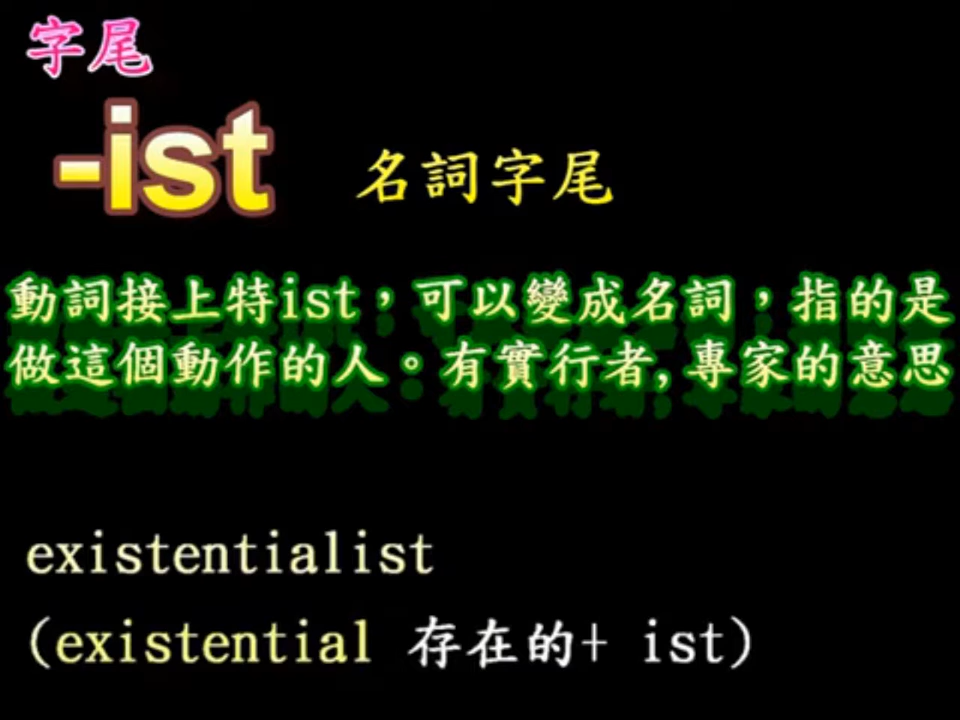 字尾
-ist 名詞字尾
動詞接上特ist，可以變成名詞，指的是
做這個動作的人。有實行者,專家的意思
existentialist
(existential 存在的+ ist)